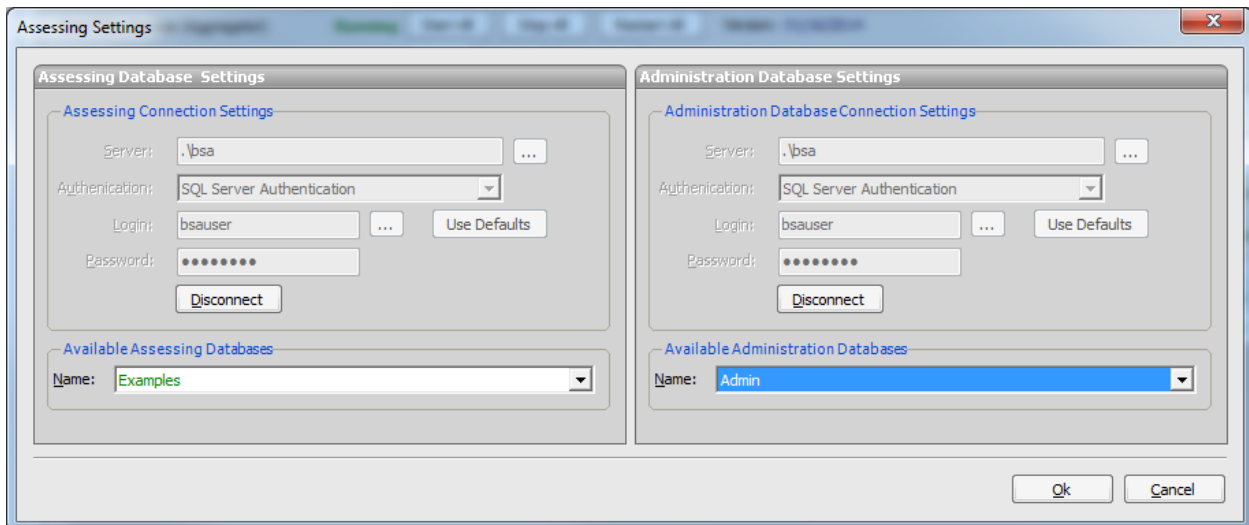 Assessing Settings
Assessing Database Settings
Assessing Connection Settings
Server: .\bsa ...
Authenication: SQL Server Authentication
Login: bsauser ... Use Defaults
Password: ●●●●●●●●
Disconnect
Available Assessing Databases
Name: Examples
Administration Database Settings
Administration Database Connection Settings
Server: .\bsa ...
Authenication: SQL Server Authentication
Login: bsauser ... Use Defaults
Password: ●●●●●●●●
Disconnect
Available Administration Databases
Name: Admin
Ok Cancel